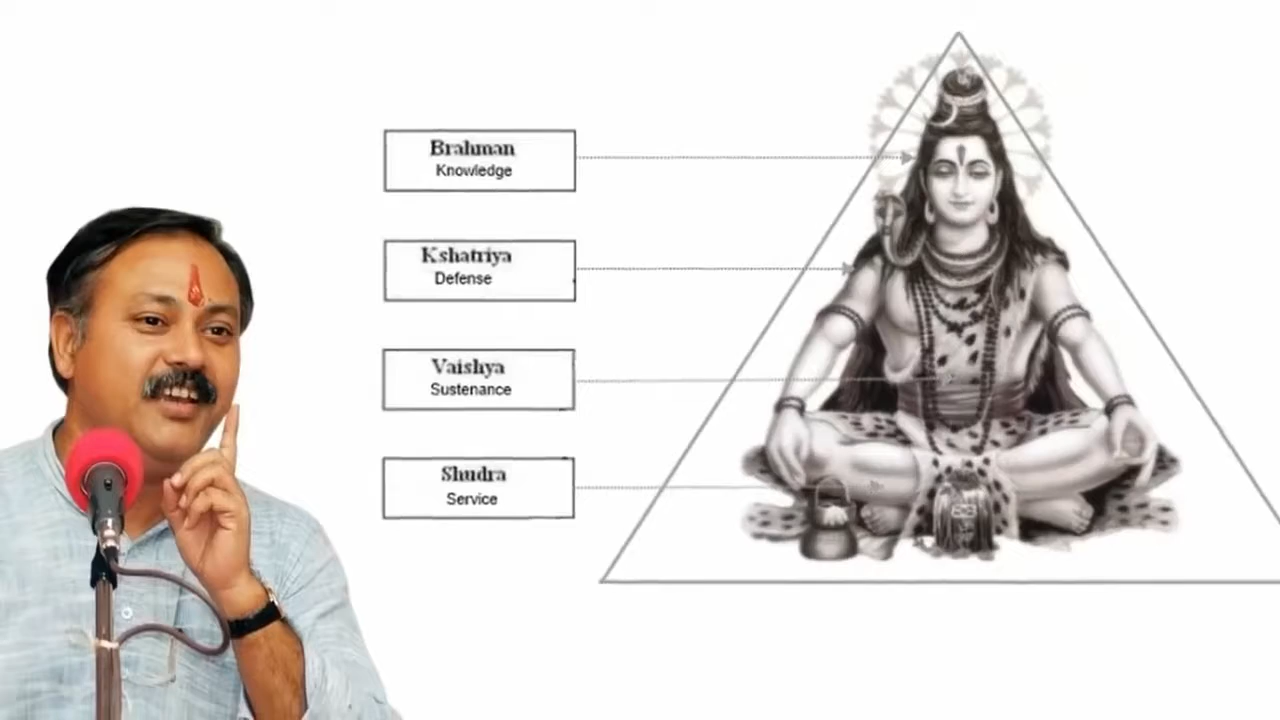 Brahman
Knowledge
Kshatriya
Defense
Vaishya
Sustenance
Shudra
Service